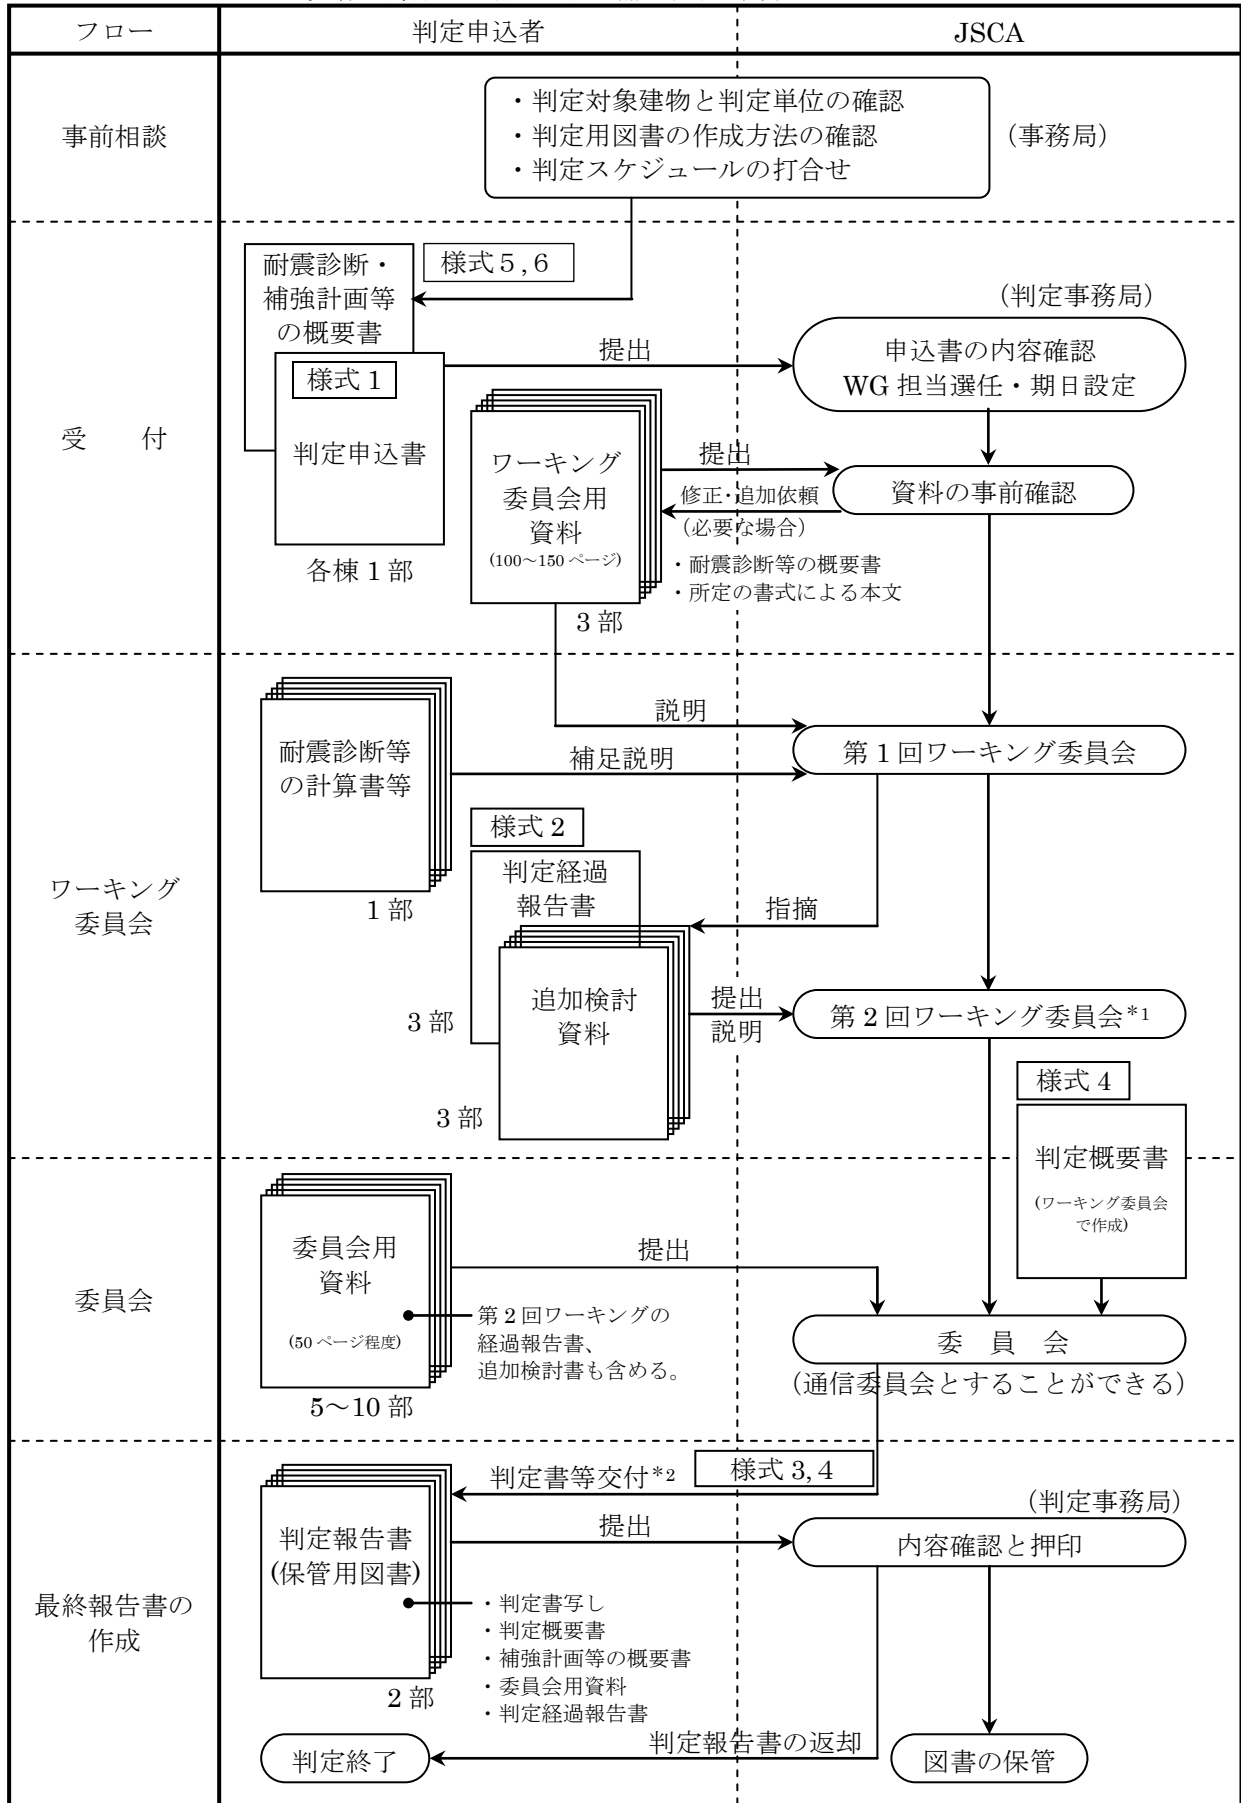 フロー
判定申込者
JSCA
事前相談
・判定対象建物と判定単位の確認
・判定用図書の作成方法の確認
・判定スケジュールの打合せ
(事務局)
受 付
耐震診断・
補強計画等
の概要書
様式5,6
様式1
判定申込書
各棟1部
提出
(判定事務局)
申込書の内容確認
WG担当選任・期日設定
ワーキング
委員会用
資料
(100〜150ページ)
3部
提出
修正・追加依頼
(必要な場合)
・耐震診断等の概要書
・所定の書式による本文
資料の事前確認
ワーキング
委員会
耐震診断等
の計算書等
1部
説明
補足説明
第1回ワーキング委員会
様式2
判定経過
報告書
3部
指摘
追加検討
資料
3部
提出
説明
第2回ワーキング委員会*1
様式4
判定概要書
(ワーキング委員会
で作成)
委員会
委員会用
資料
(50ページ程度)
5〜10部
提出
第2回ワーキングの
経過報告書、
追加検討書も含める。
委 員 会
(通信委員会とすることができる)
最終報告書の
作成
判定書等交付*2
様式3,4
判定報告書
(保管用図書)
2部
提出
(判定事務局)
内容確認と押印
・判定書写し
・判定概要書
・補強計画等の概要書
・委員会用資料
・判定経過報告書
判定報告書の返却
判定終了
図書の保管